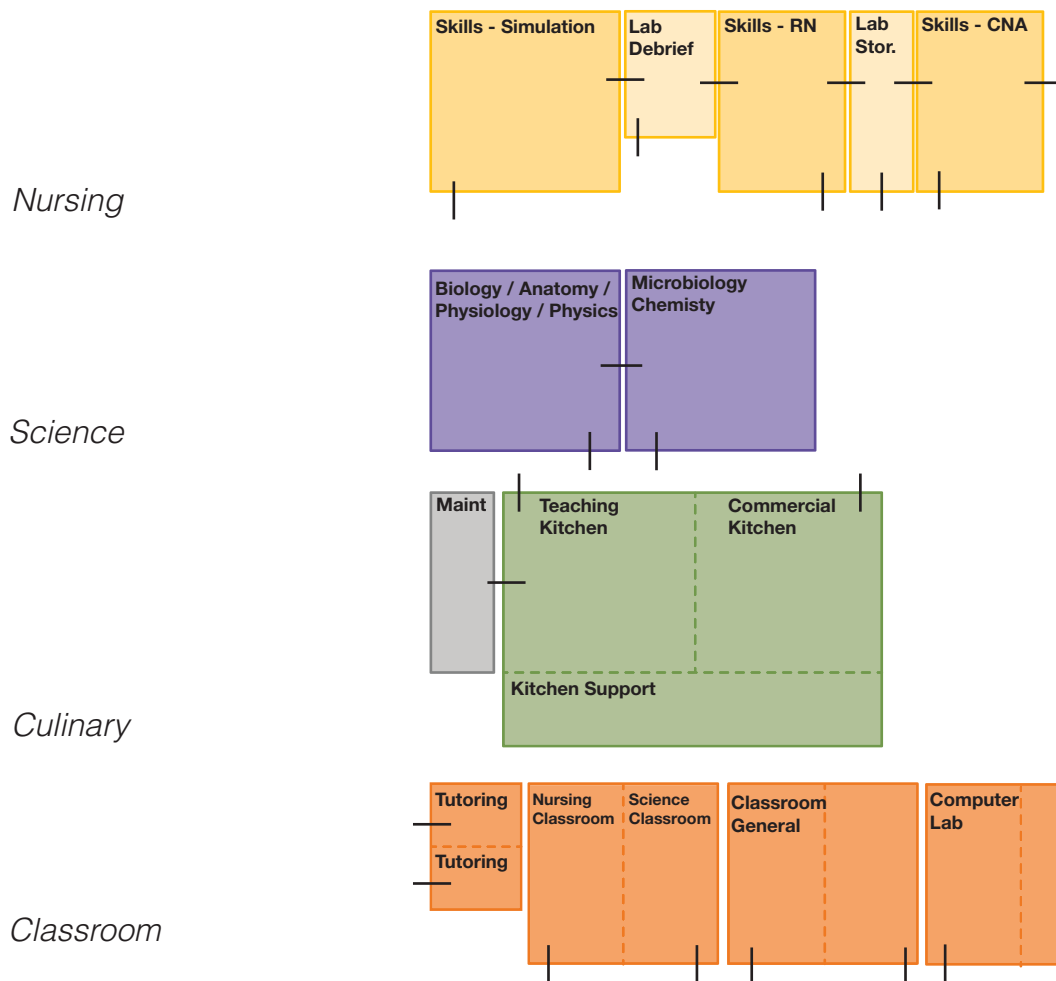 Skills - Simulation
Lab
Debrief
Skills - RN
Lab
Stor.
Skills - CNA
Nursing
Biology / Anatomy /
Physiology / Physics
Microbiology
Chemisty
Science
Maint
Teaching
Kitchen
Commercial
Kitchen
Kitchen Support
Culinary
Tutoring
Tutoring
Nursing
Classroom
Science
Classroom
Classroom
General
Computer
Lab
Classroom